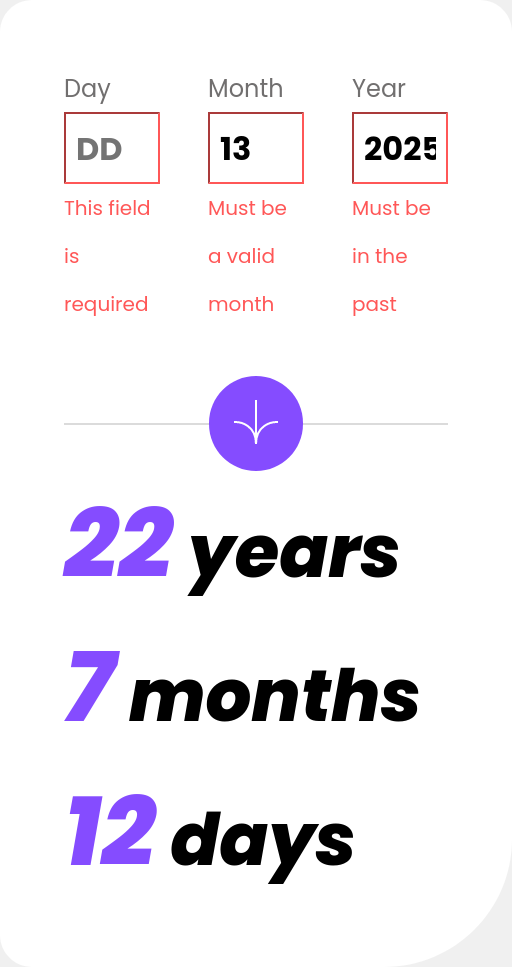 Day Month Year
DD 13 2025
This field Must be Must be
is a valid in the
required month past
22 years
7 months
12 days